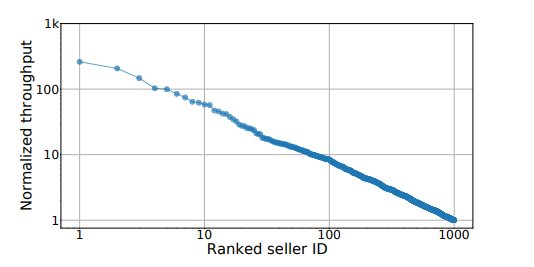 1k
100
10
1
Normalized throughput
1 10 100 1000
Ranked seller ID